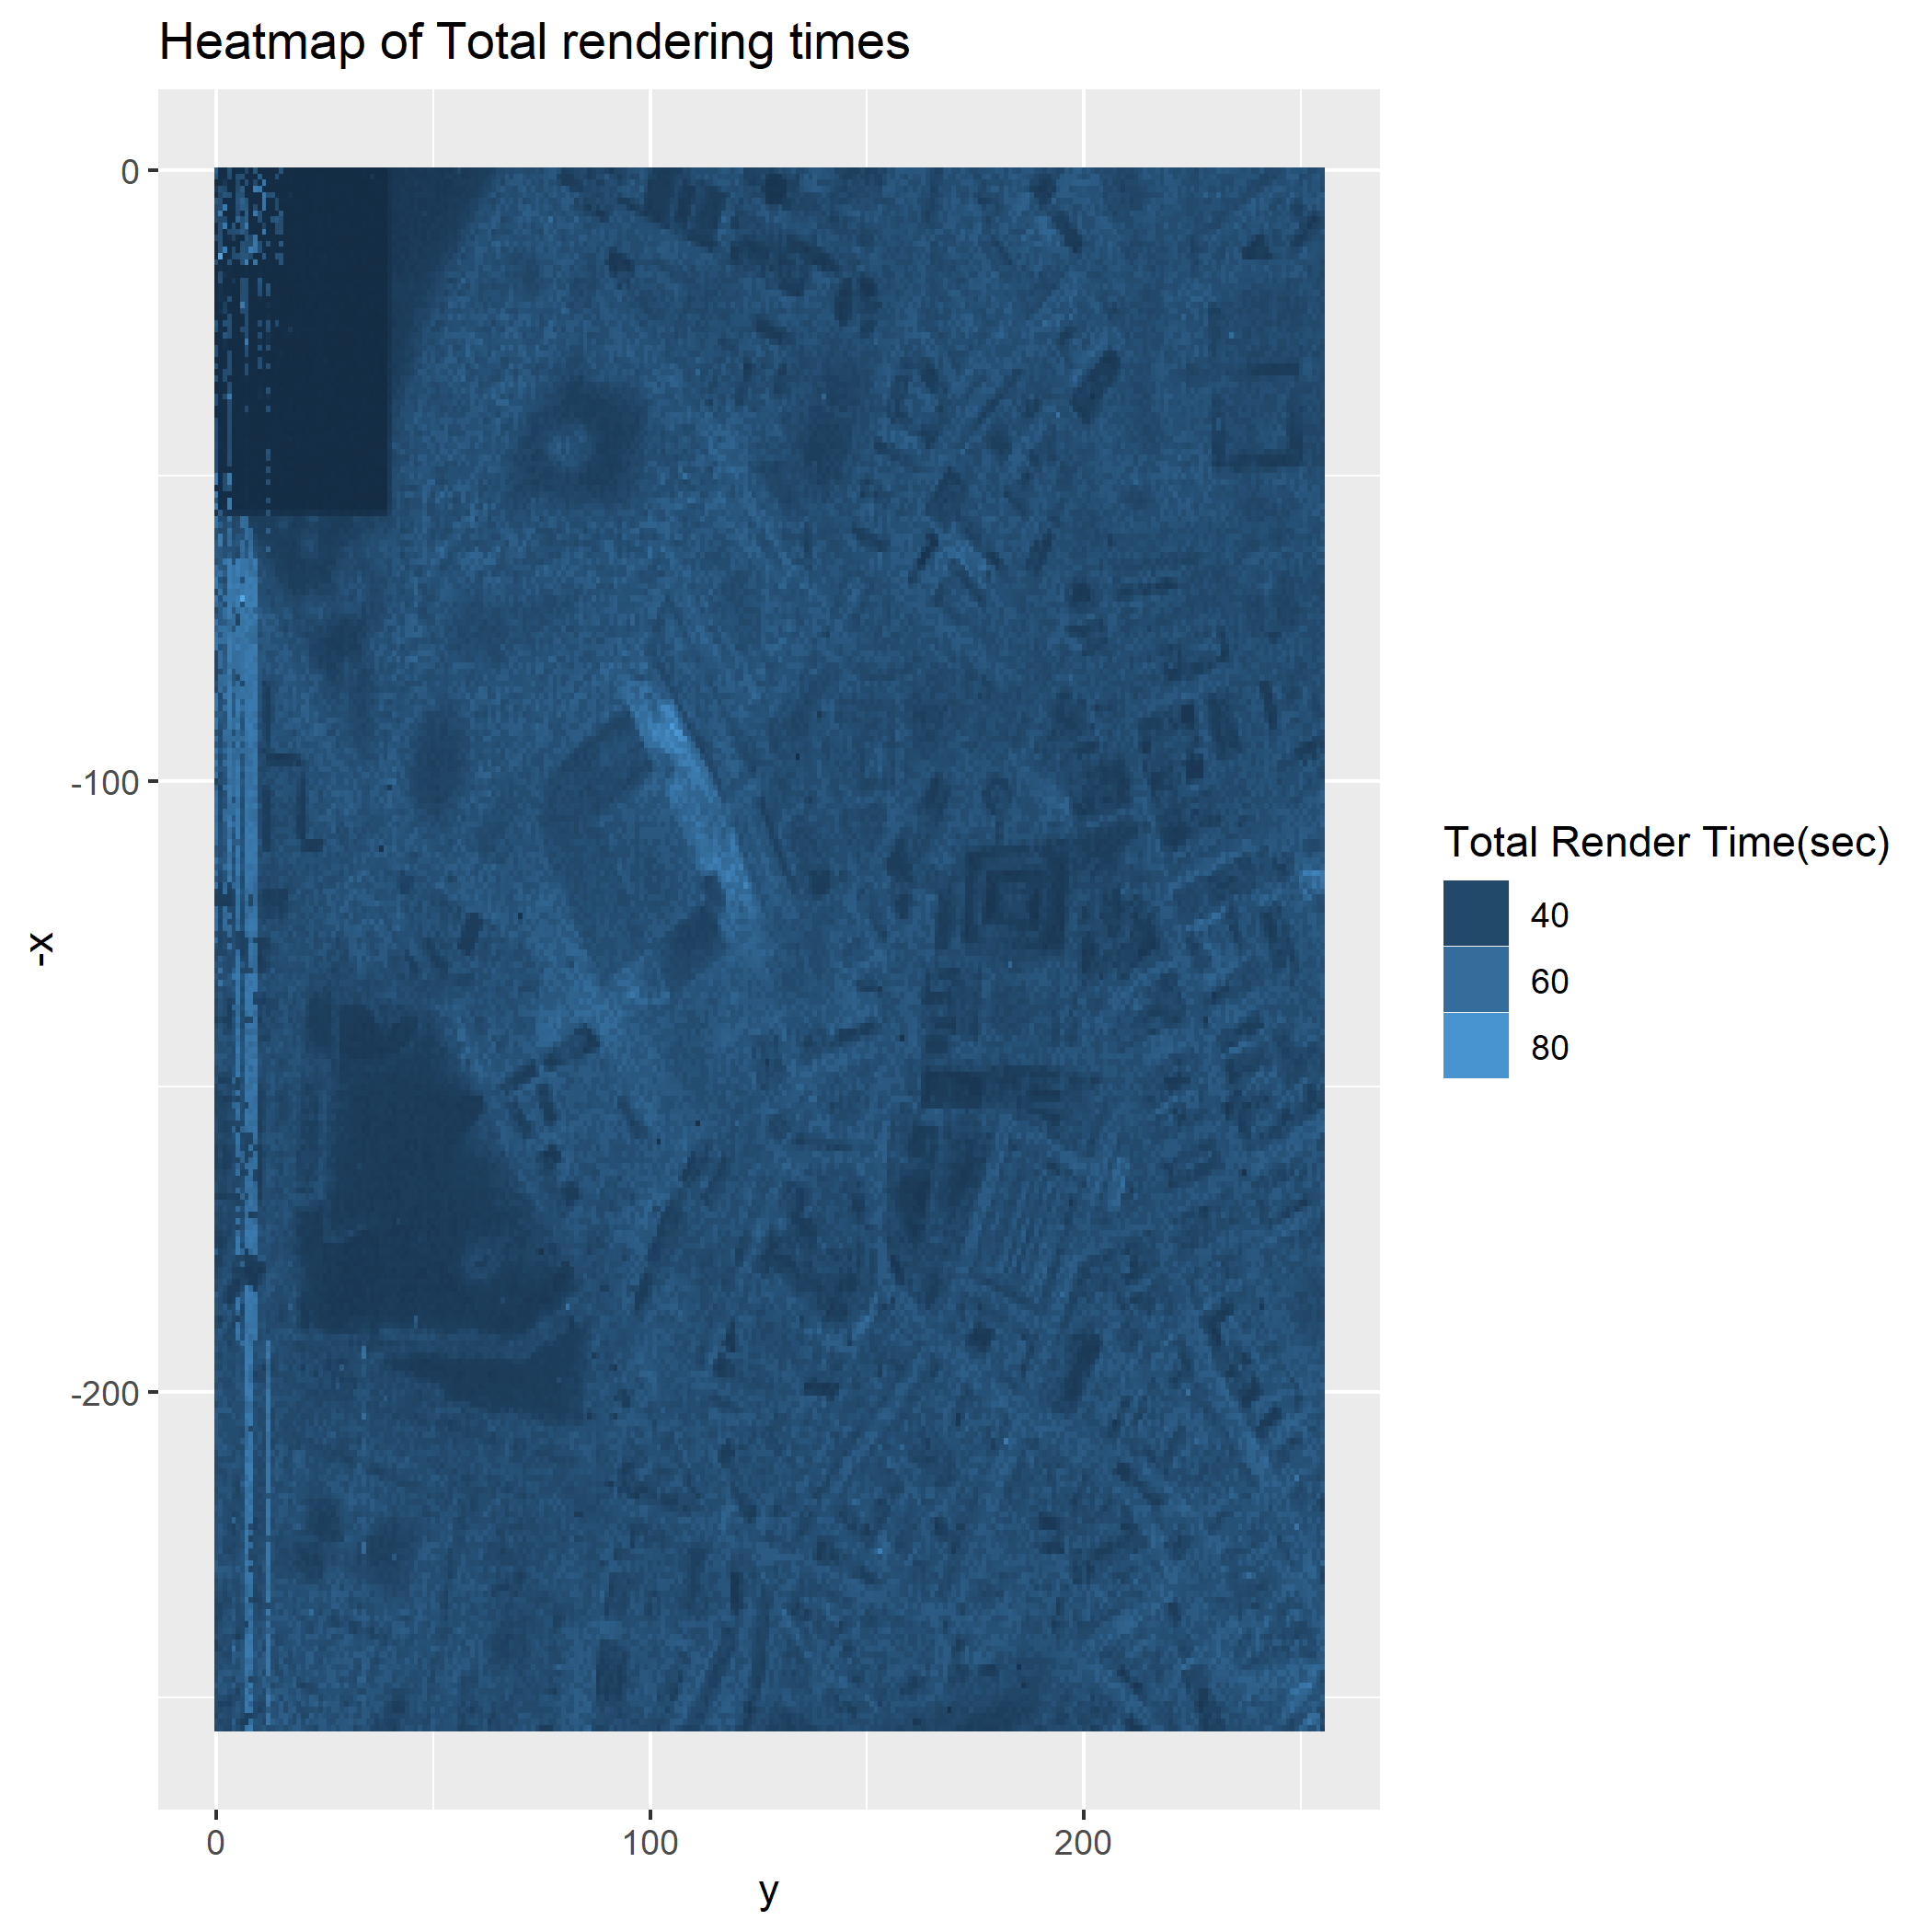 Heatmap of Total rendering times
0
-100
-200
-x
0 100 200
y
Total Render Time(sec)
40
60
80